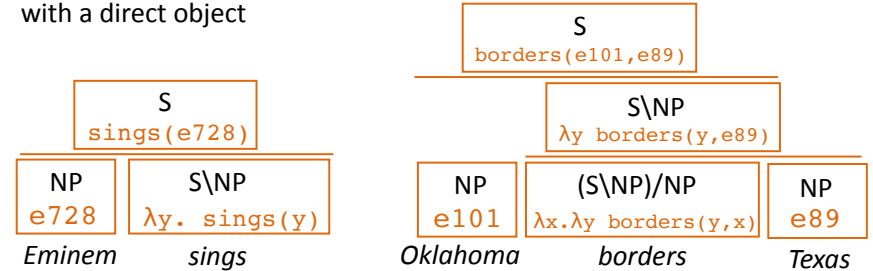 with a direct object
S
sings(e728)
NP
e728
S\NP
λy. sings(y)
Eminem
sings
S
borders(e101,e89)
S\NP
λy borders(y,e89)
NP
e101
(S\NP)/NP
λx.λy borders(y,x)
NP
e89
Oklahoma
borders
Texas